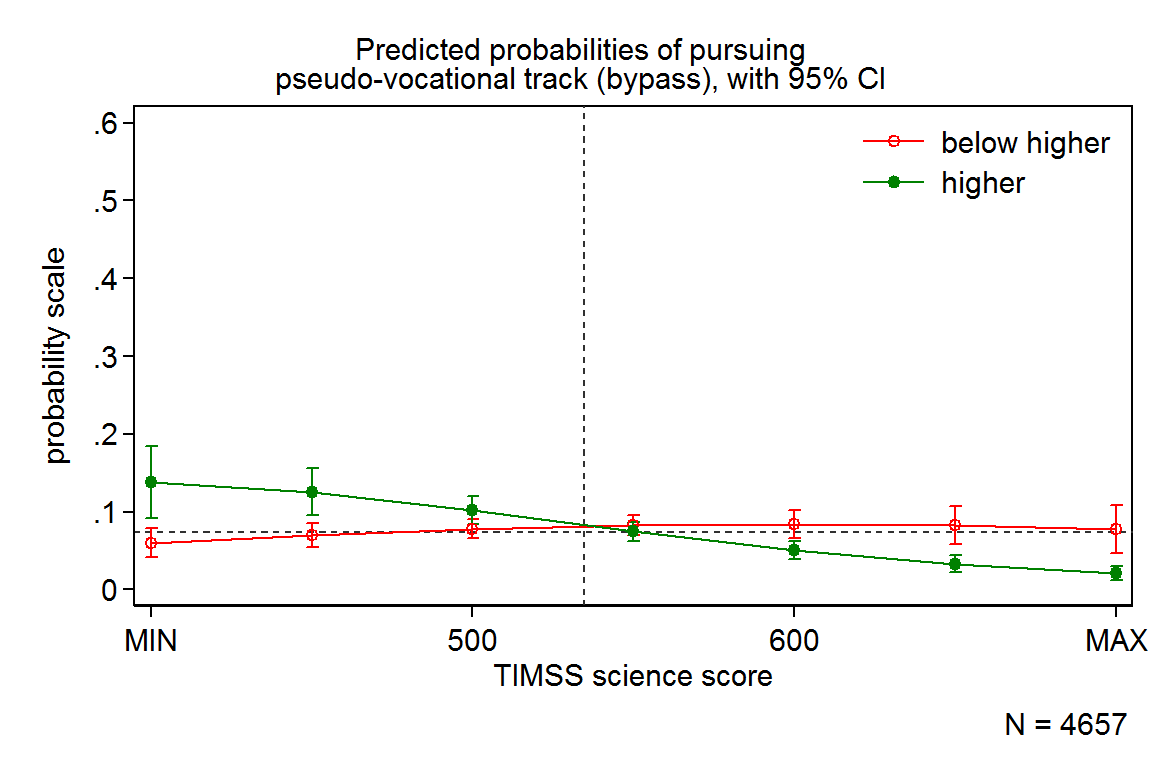 Predicted probabilities of pursuing
pseudo-vocational track (bypass), with 95% CI
below higher
higher
probability scale
.6
.5
.4
.3
.2
.1
0
MIN 500 600 MAX
TIMSS science score
N = 4657